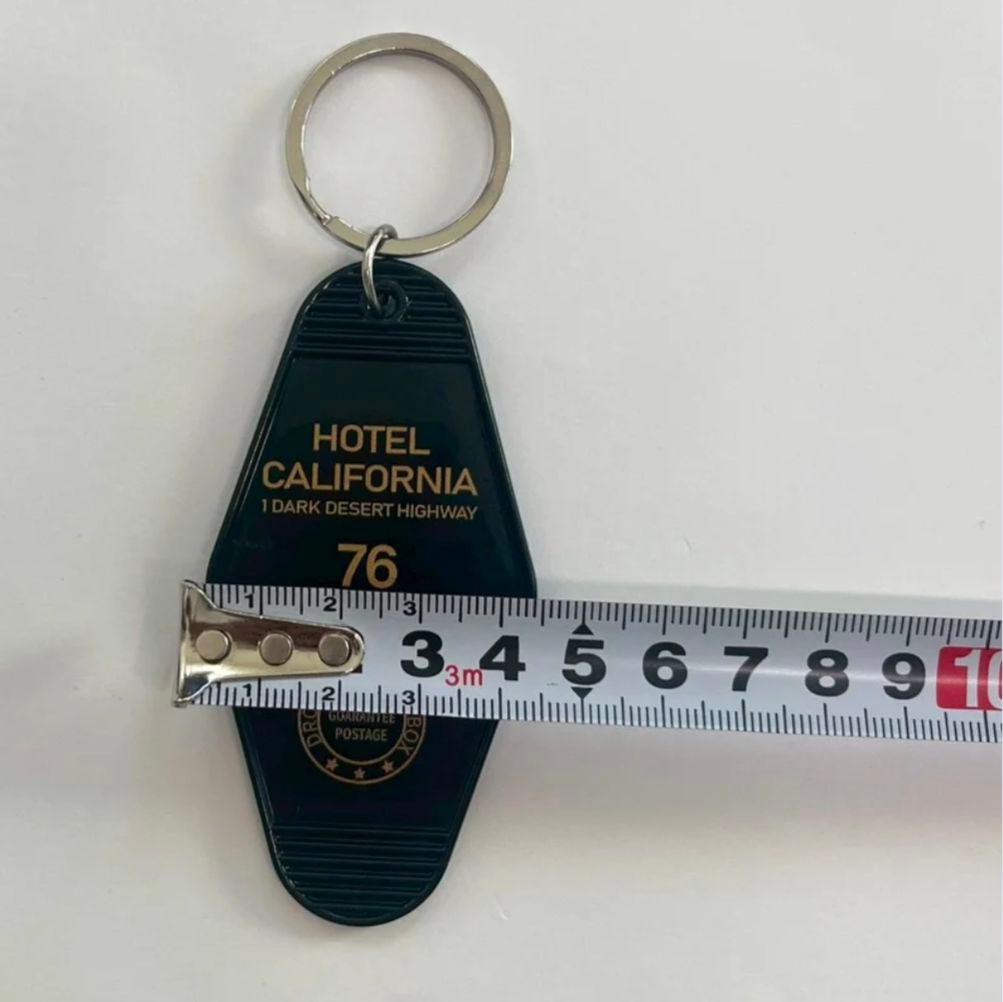 HOTEL
CALIFORNIA
1 DARK DESERT HIGHWAY
76
1 2 3
3 3m 4 5 6 7 8 9 10
1 2 3
GUARANTEE
POSTAGE
BOX